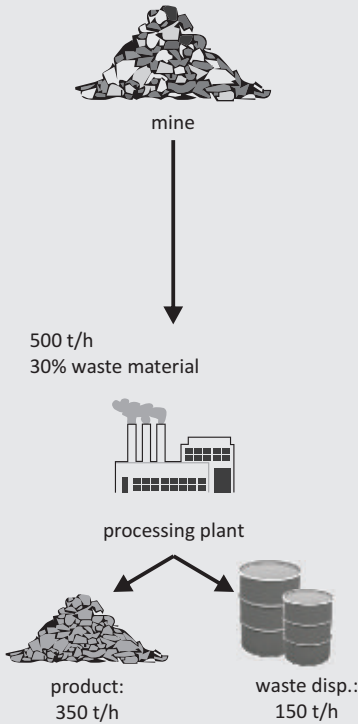 mine
500 t/h
30% waste material
processing plant
product:
350 t/h
waste disp.:
150 t/h